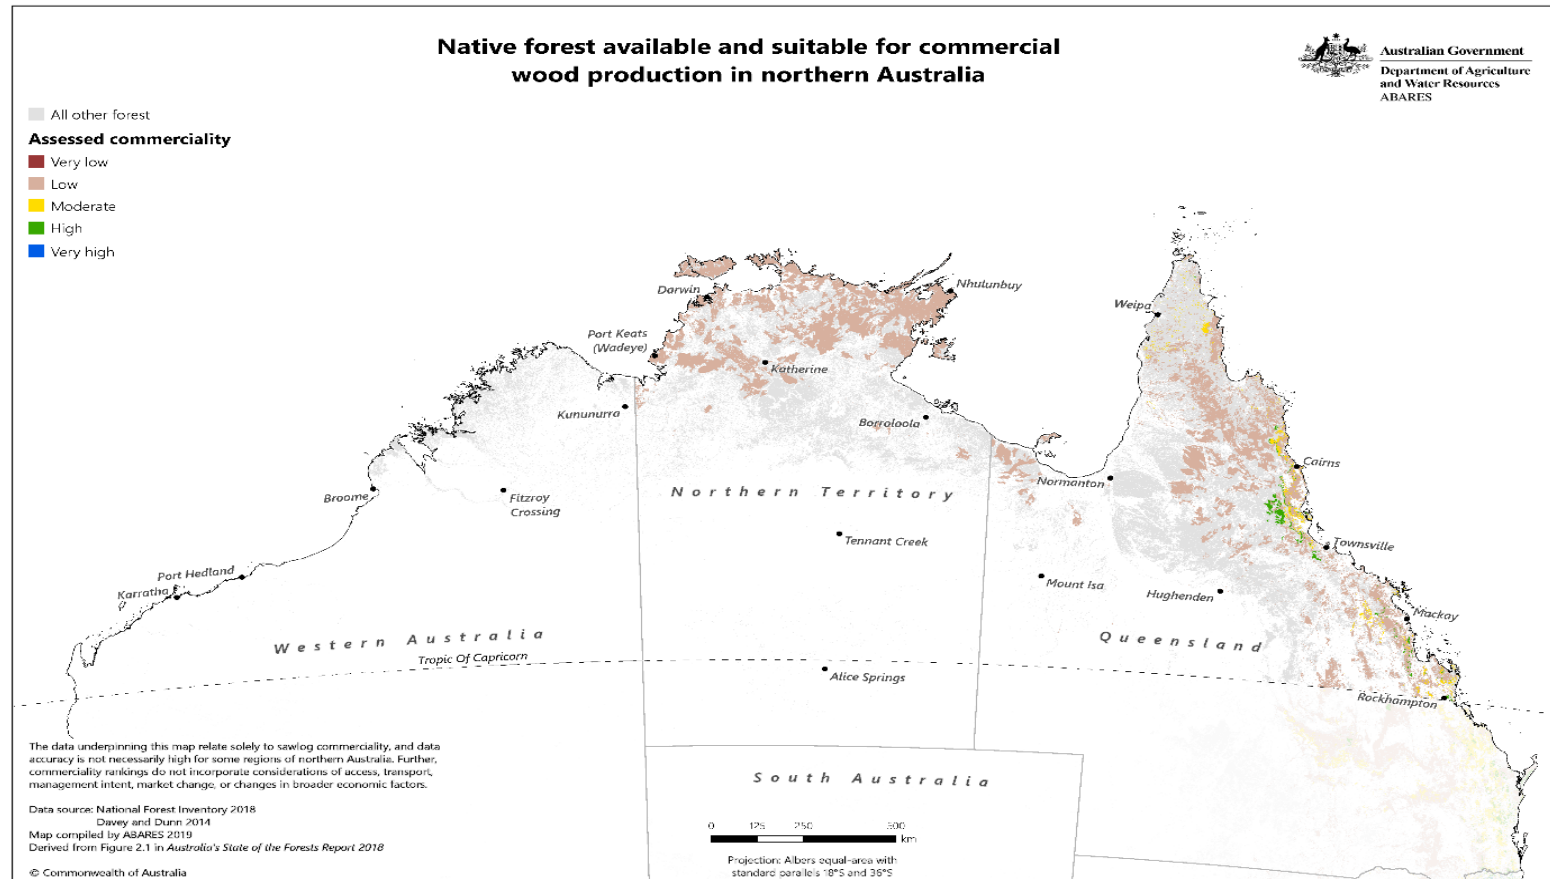 Native forest available and suitable for commercial
wood production in northern Australia
Australian Government
Department of Agriculture
and Water Resources
ABARES
All other forest
Assessed commerciality
Very low
Low
Moderate
High
Very high
Darwin
Nhulunbuy
Weipa
Port Keats
(Wadeye)
Katherine
Kununurra
Borroloola
Cairns
Normanton
Broome
Fitzroy
Crossing
Northern Territory
Tennant Creek
Townsville
Port Hedland
Karratha
Mount Isa
Hughenden
Mackay
Western Australia
Queensland
Tropic Of Capricorn
Alice Springs
Rockhampton
South Australia
The data underpinning this map relate solely to sawlog commerciality, and data
accuracy is not necessarily high for some regions of northern Australia. Further,
commerciality rankings do not incorporate considerations of access, transport,
management intent, market change, or changes in broader economic factors.
Data source: National Forest Inventory 2018
Davey and Dunn 2014
Map compiled by ABARES 2019
Derived from Figure 2.1 in Australia's State of the Forests Report 2018
© Commonwealth of Australia
0 125 250 500
km
Projection: Albers equal-area with
standard parallels 18°S and 36°S